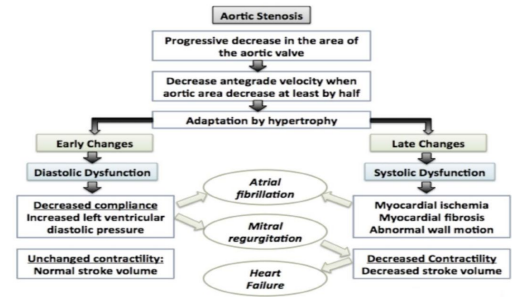 Aortic Stenosis
Progressive decrease in the area of
the aortic valve
Decrease antegrade velocity when
aortic area decrease at least by half
Adaptation by hypertrophy
Early Changes
Late Changes
Diastolic Dysfunction
Systolic Dysfunction
Atrial
fibrillation
Decreased compliance
Increased left ventricular
diastolic pressure
Myocardial ischemia
Myocardial fibrosis
Abnormal wall motion
Mitral
regurgitation
Unchanged contractility:
Normal stroke volume
Decreased Contractility
Decreased stroke volume
Heart
Failure